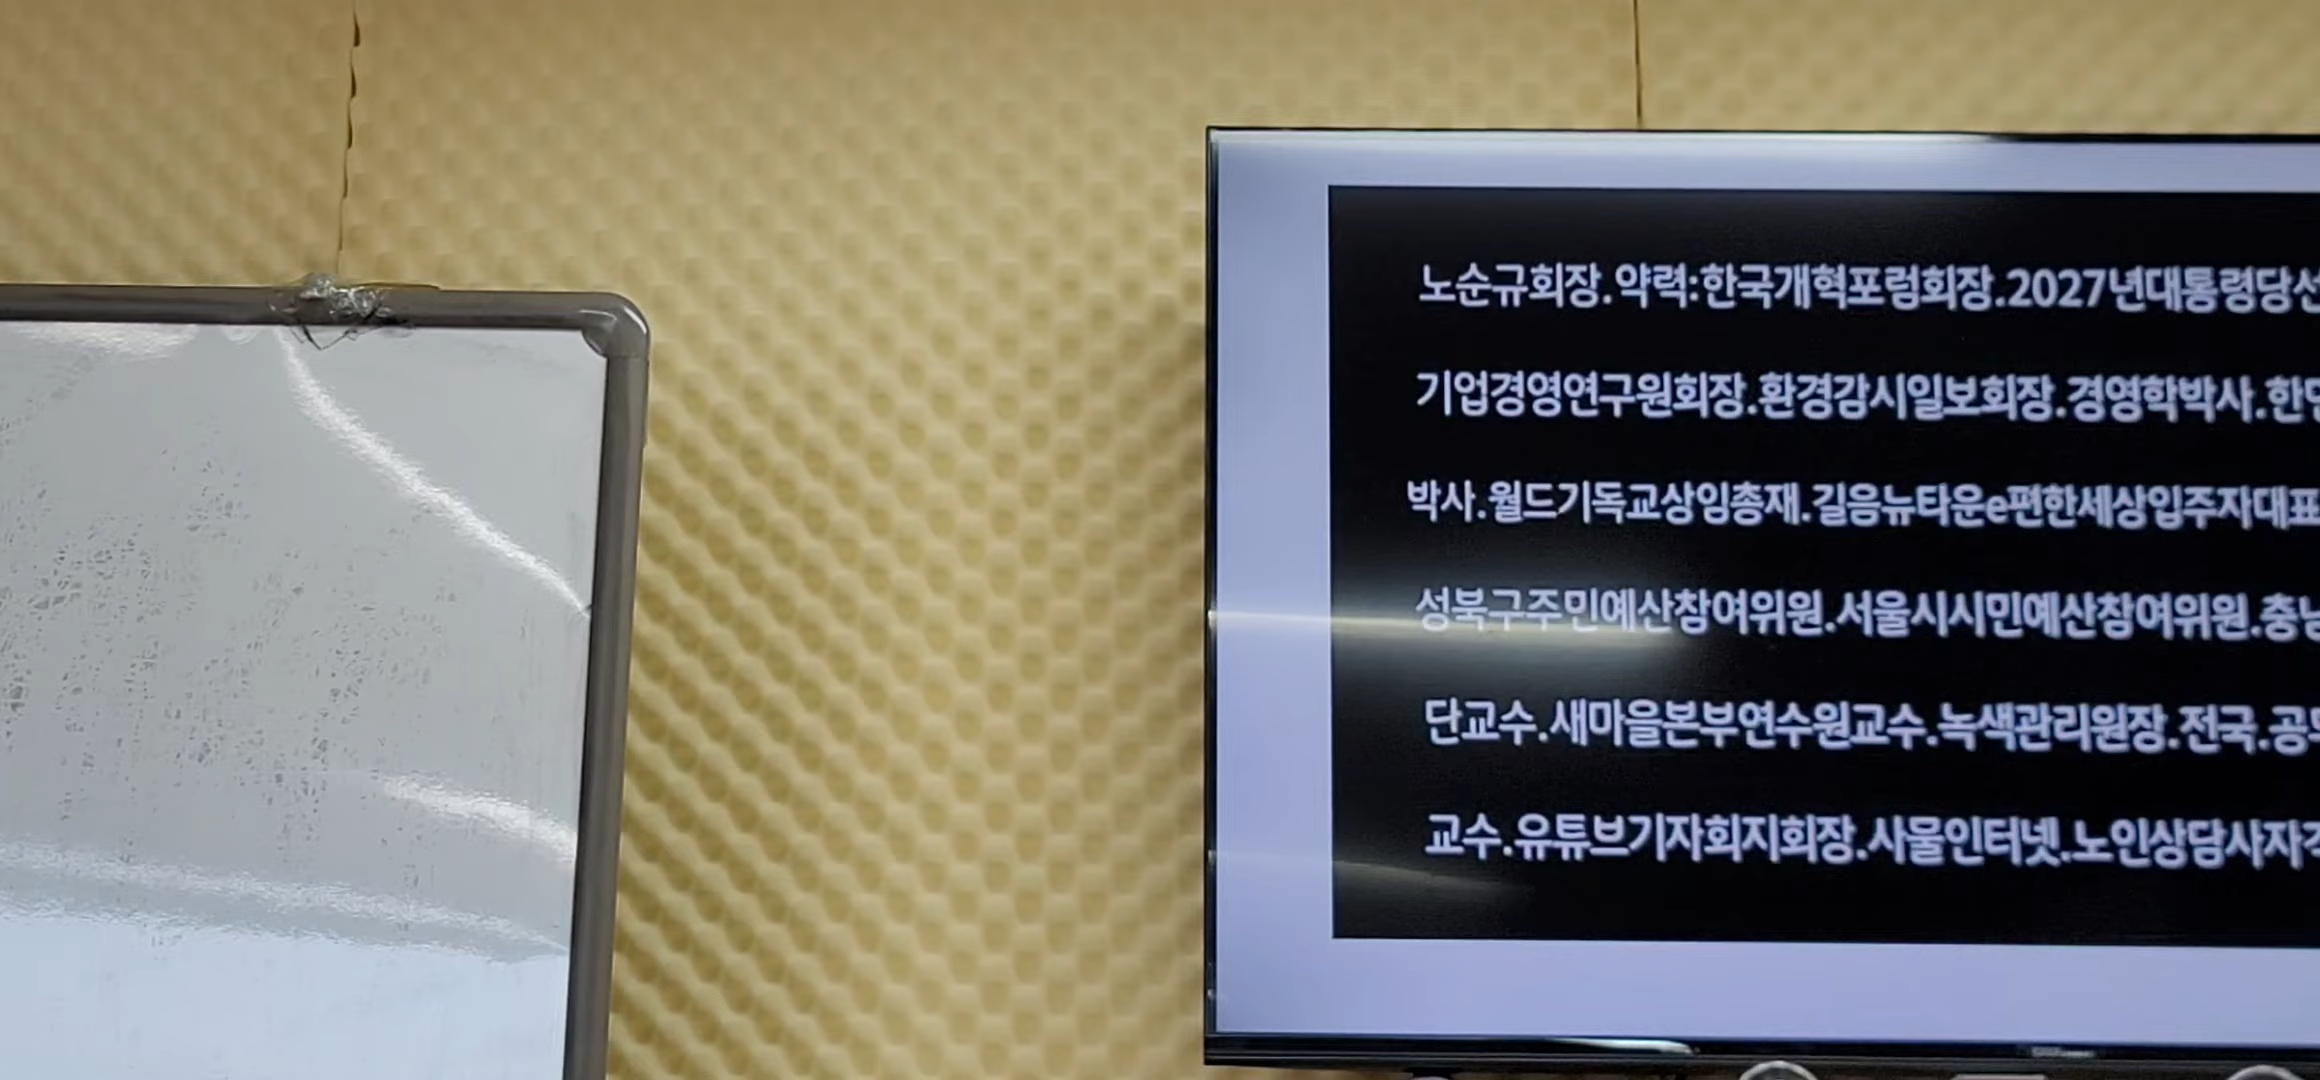 노순규회장.약력:한국개혁포럼회장.2027년대통령당선
기업경영연구원회장.환경감시일보회장.경영학박사.한
박사.월드기독교상임총재.길음뉴타운e편한세상입주자대표
성북구주민예산참여위원.서울시시민예산참여위원.충남
단교수.새마을본부연수원교수.녹색관리원장.전국.공
교수.유튜브기자회지회장.사물인터넷.노인상담사자격